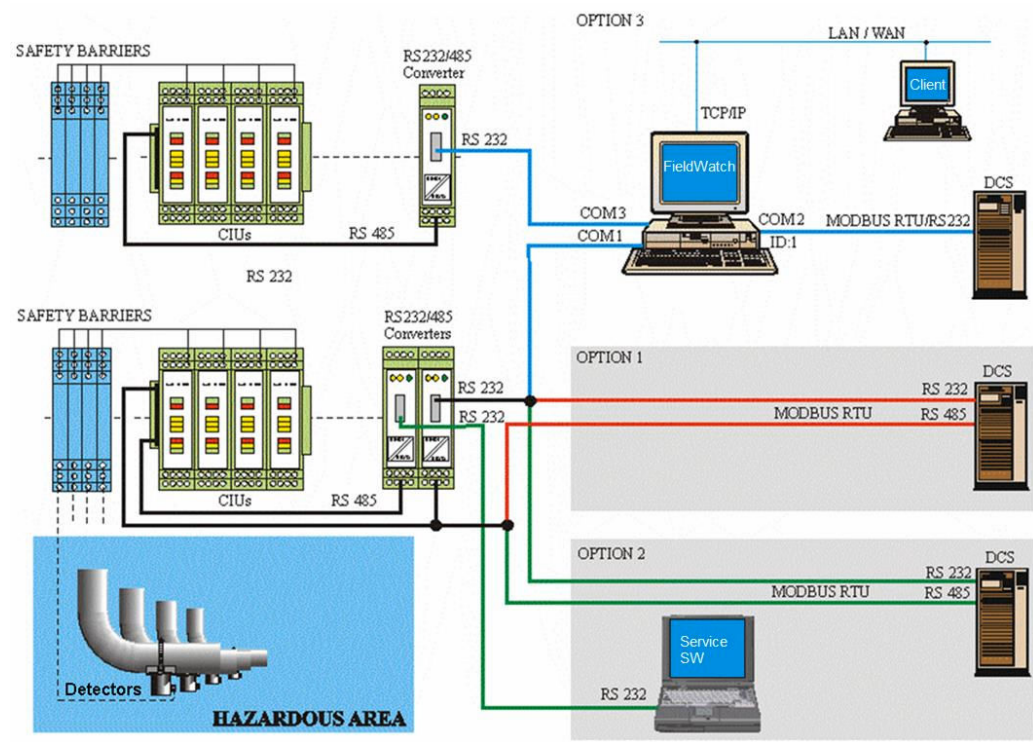 OPTION 3
LAN / WAN
SAFETY BARRIERS
RS232/485
Converter
Client
TCP/IP
RS 232
FieldWatch
DCS
COM3
COM2
MODBUS RTU/RS232
COM1
ID:1
CIUs
RS 485
RS 232
SAFETY BARRIERS
RS232/485
Converters
OPTION 1
DCS
RS 232
RS 232
RS 232
MODBUS RTU
RS 485
CIUs
RS 485
OPTION 2
DCS
RS 232
MODBUS RTU
RS 485
Service
SW
RS 232
Detectors
HAZARDOUS AREA